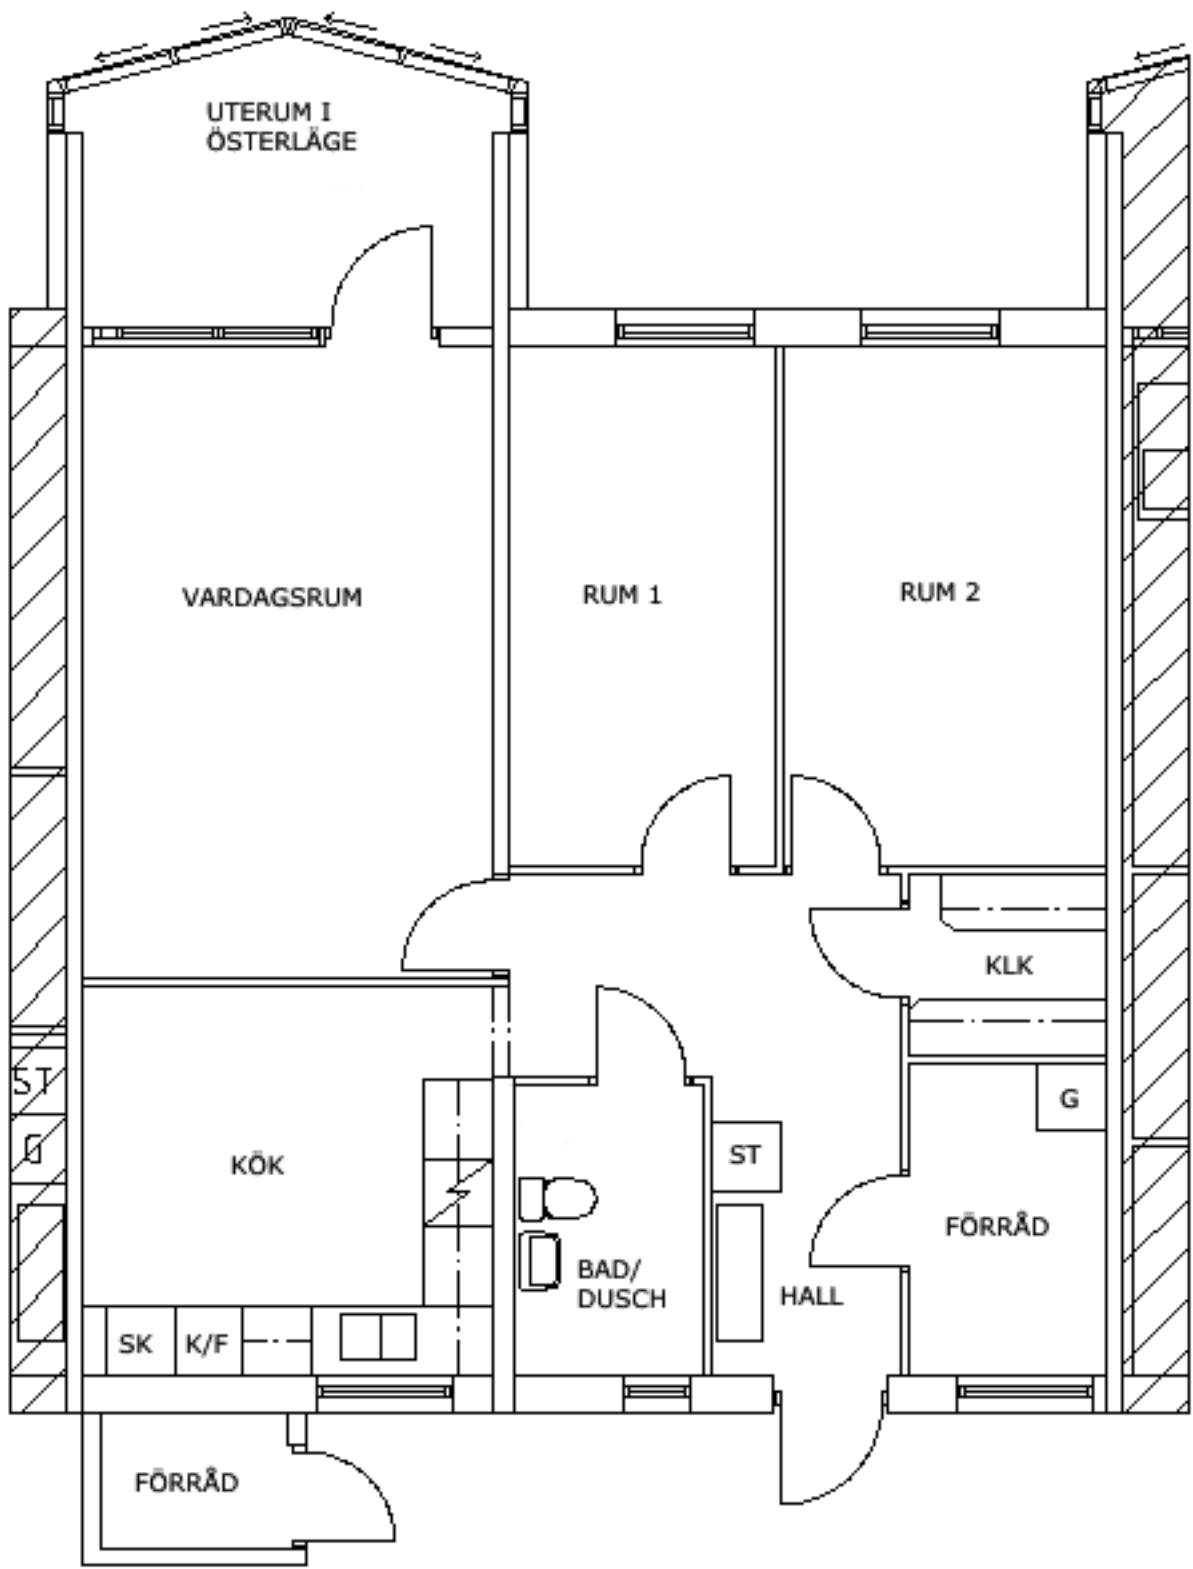 UTERUM I
ÖSTERLÄGE
VARDAGSRUM
RUM 1
RUM 2
KLK
ST
G
G
KÖK
ST
FÖRRÅD
BAD/
DUSCH
HALL
SK
K/F
FÖRRÅD